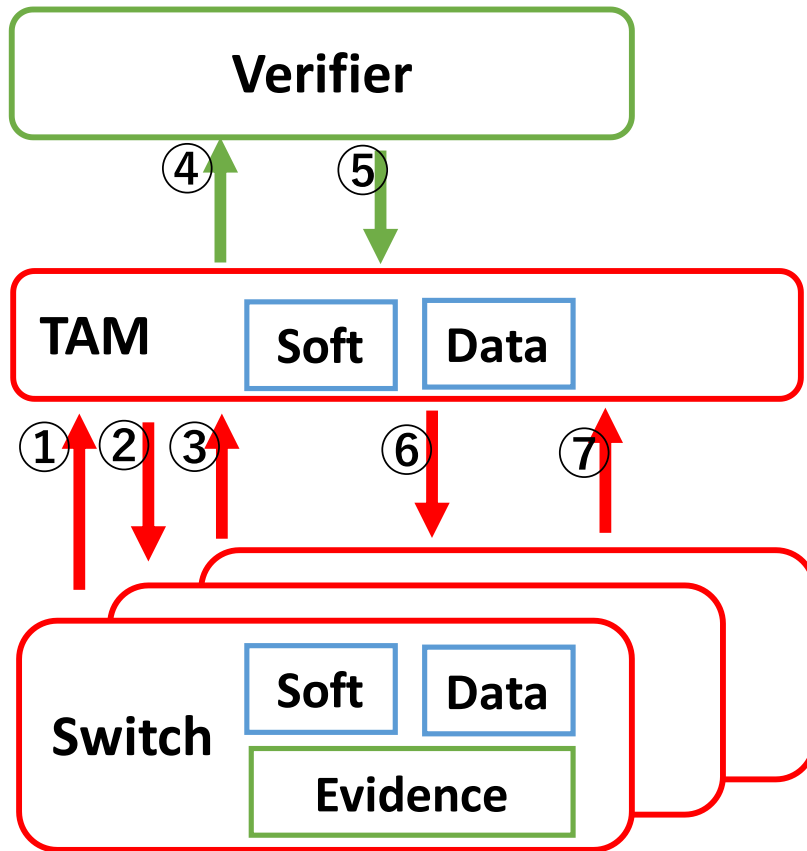 Verifier
④ ⑤
TAM Soft Data
① ② ③ ⑥ ⑦
Soft Data
Switch
Evidence